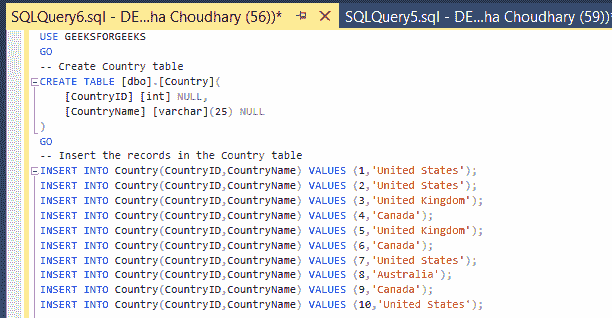 SQLQuery6.sql - DE...ha Choudhary (56))* SQLQuery5.sql - DE...ha Choudhary (59))*
USE GEEKSFORGEEKS
GO
-- Create Country table
CREATE TABLE [dbo].[Country](
[CountryID] [int] NULL,
[CountryName] [varchar](25) NULL
)
GO
-- Insert the records in the Country table
INSERT INTO Country(CountryID,CountryName) VALUES (1,'United States');
INSERT INTO Country(CountryID,CountryName) VALUES (2,'United States');
INSERT INTO Country(CountryID,CountryName) VALUES (3,'United Kingdom');
INSERT INTO Country(CountryID,CountryName) VALUES (4,'Canada');
INSERT INTO Country(CountryID,CountryName) VALUES (5,'United Kingdom');
INSERT INTO Country(CountryID,CountryName) VALUES (6,'Canada');
INSERT INTO Country(CountryID,CountryName) VALUES (7,'United States');
INSERT INTO Country(CountryID,CountryName) VALUES (8,'Australia');
INSERT INTO Country(CountryID,CountryName) VALUES (9,'Canada');
INSERT INTO Country(CountryID,CountryName) VALUES (10,'United States');